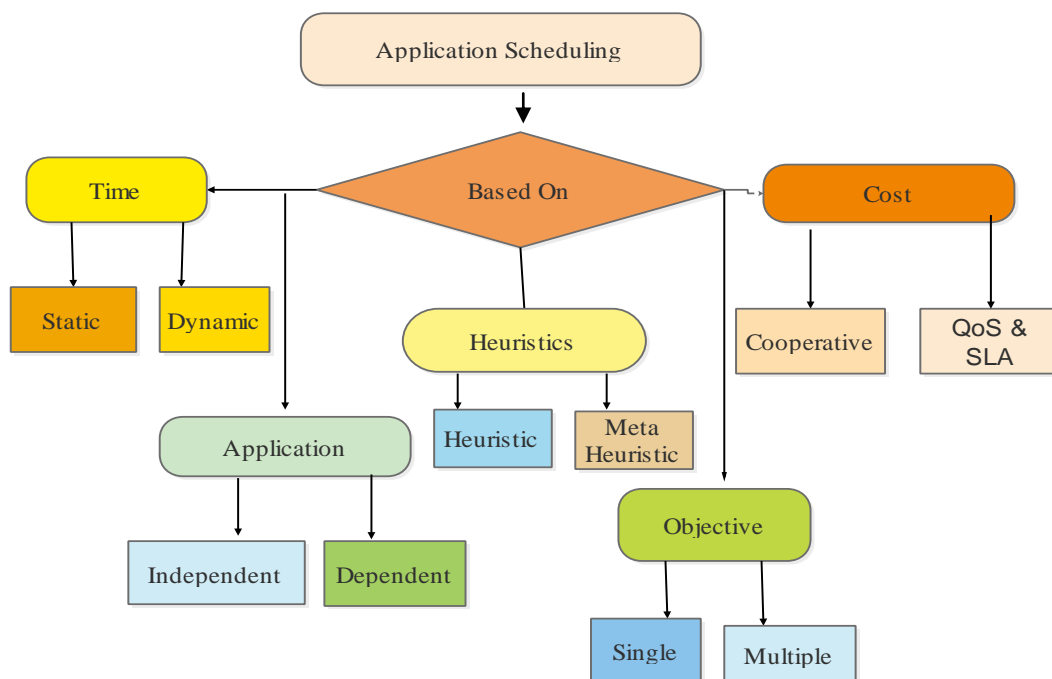 Application Scheduling
Based On
Time
Cost
Static
Dynamic
Heuristics
Cooperative
QoS &
SLA
Application
Heuristic
Meta
Heuristic
Objective
Independent
Dependent
Single
Multiple